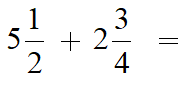 5 1/2 + 2 3/4 =